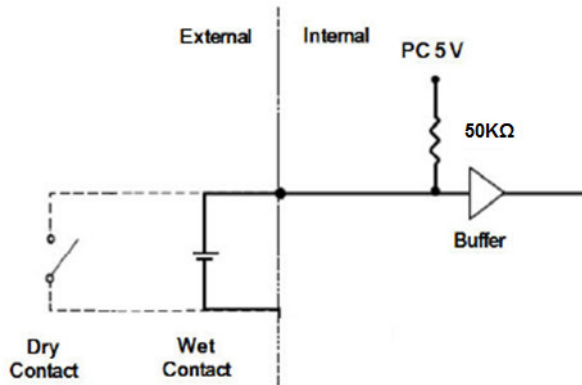 External
Internal
PC 5 V
50KΩ
Buffer
Dry
Contact
Wet
Contact